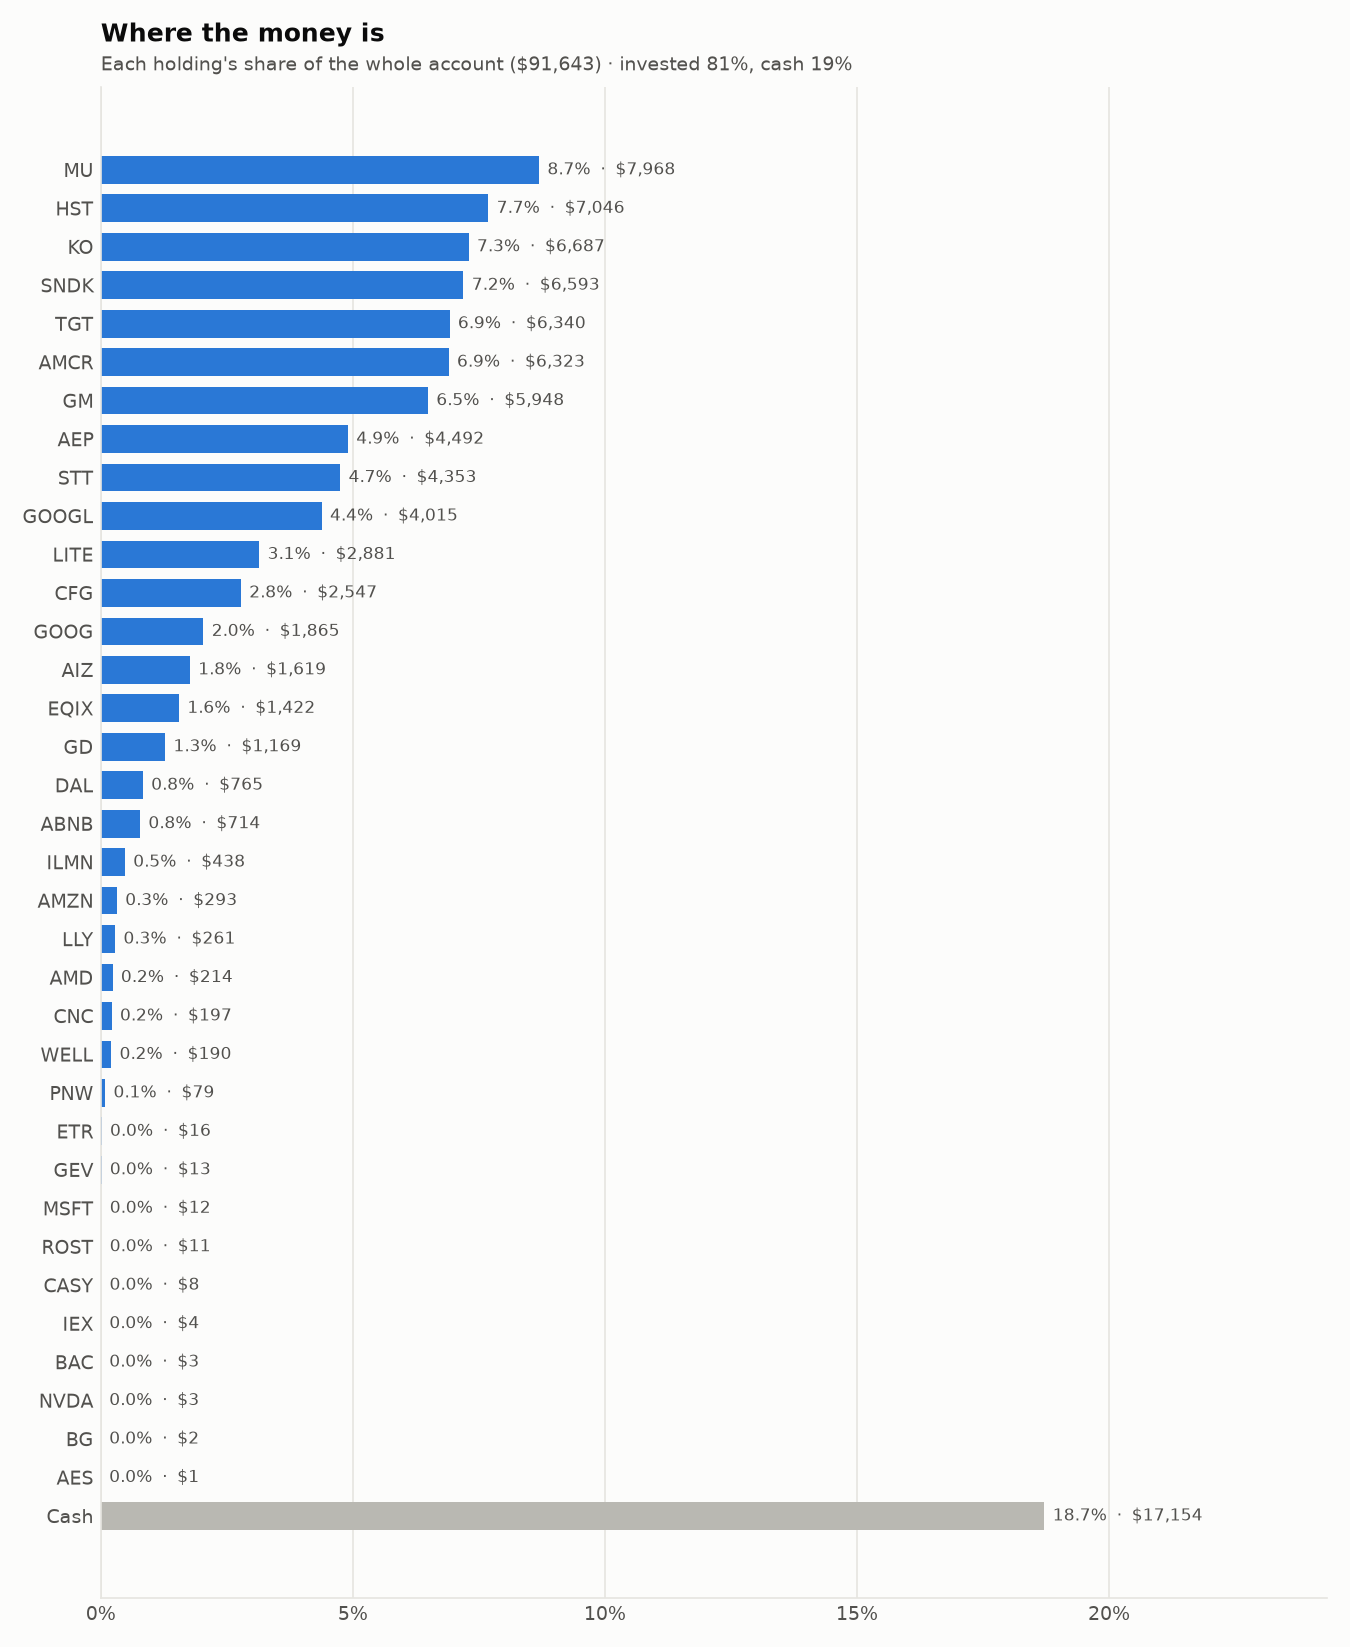 Where the money is
Each holding's share of the whole account ($91,643) · invested 81%, cash 19%
MU 8.7% · $7,968
HST 7.7% · $7,046
KO 7.3% · $6,687
SNDK 7.2% · $6,593
TGT 6.9% · $6,340
AMCR 6.9% · $6,323
GM 6.5% · $5,948
AEP 4.9% · $4,492
STT 4.7% · $4,353
GOOGL 4.4% · $4,015
LITE 3.1% · $2,881
CFG 2.8% · $2,547
GOOG 2.0% · $1,865
AIZ 1.8% · $1,619
EQIX 1.6% · $1,422
GD 1.3% · $1,169
DAL 0.8% · $765
ABNB 0.8% · $714
ILMN 0.5% · $438
AMZN 0.3% · $293
LLY 0.3% · $261
AMD 0.2% · $214
CNC 0.2% · $197
WELL 0.2% · $190
PNW 0.1% · $79
ETR 0.0% · $16
GEV 0.0% · $13
MSFT 0.0% · $12
ROST 0.0% · $11
CASY 0.0% · $8
IEX 0.0% · $4
BAC 0.0% · $3
NVDA 0.0% · $3
BG 0.0% · $2
AES 0.0% · $1
Cash 18.7% · $17,154
0% 5% 10% 15% 20%